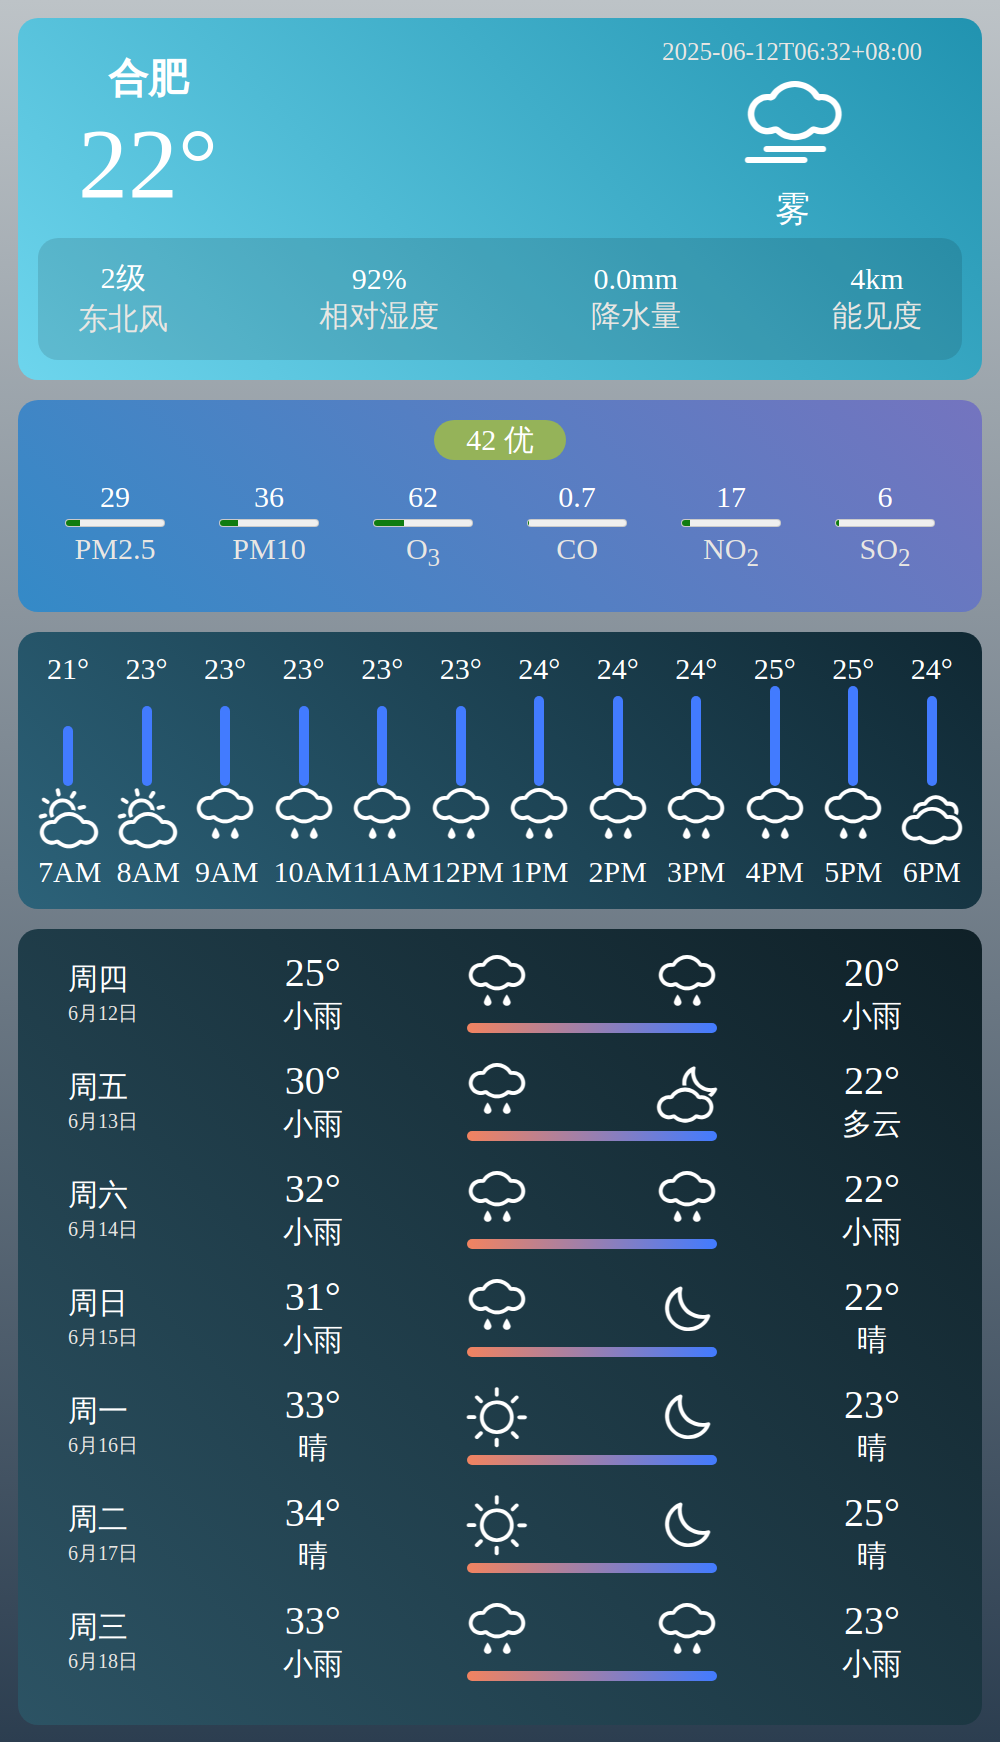 合肥
22°
2025-06-12T06:32+08:00
雾
2级 92% 0.0mm 4km
东北风 相对湿度 降水量 能见度
42 优
29 36 62 0.7 17 6
PM2.5 PM10 O3 CO NO2 SO2
21° 23° 23° 23° 23° 23° 24° 24° 24° 25° 25° 24°
7AM 8AM 9AM 10AM 11AM 12PM 1PM 2PM 3PM 4PM 5PM 6PM
周四 25° 20°
6月12日 小雨 小雨
周五 30° 22°
6月13日 小雨 多云
周六 32° 22°
6月14日 小雨 小雨
周日 31° 22°
6月15日 小雨 晴
周一 33° 23°
6月16日 晴 晴
周二 34° 25°
6月17日 晴 晴
周三 33° 23°
6月18日 小雨 小雨